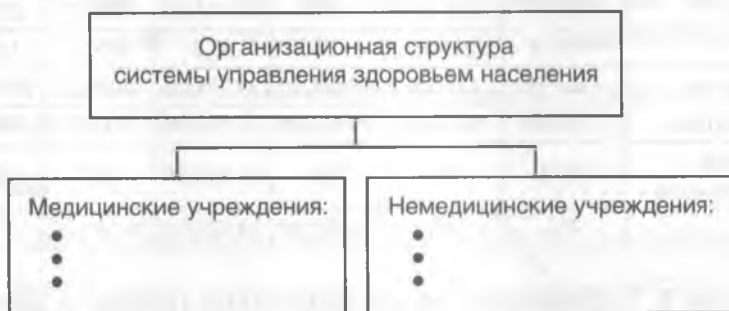 Организационная структура
системы управления здоровьем населения
Медицинские учреждения:
•
•
•
Немедицинские учреждения:
•
•
•